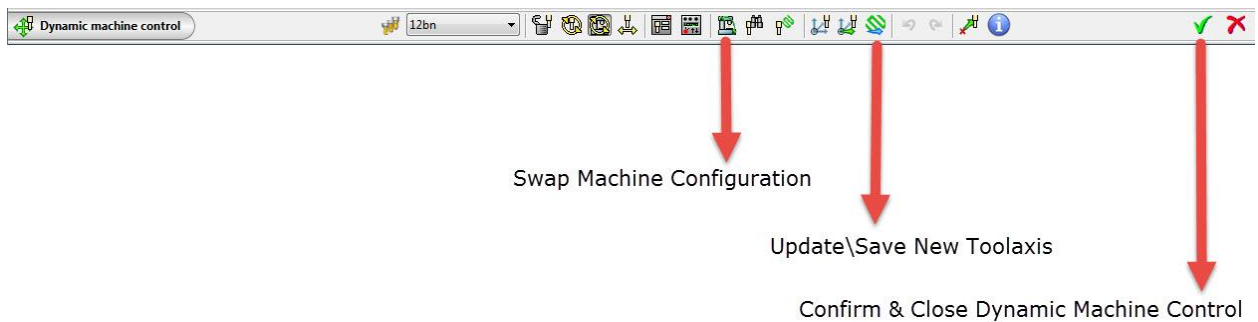 Dynamic machine control
12bn
Swap Machine Configuration
Update\Save New Toolaxis
Confirm & Close Dynamic Machine Control